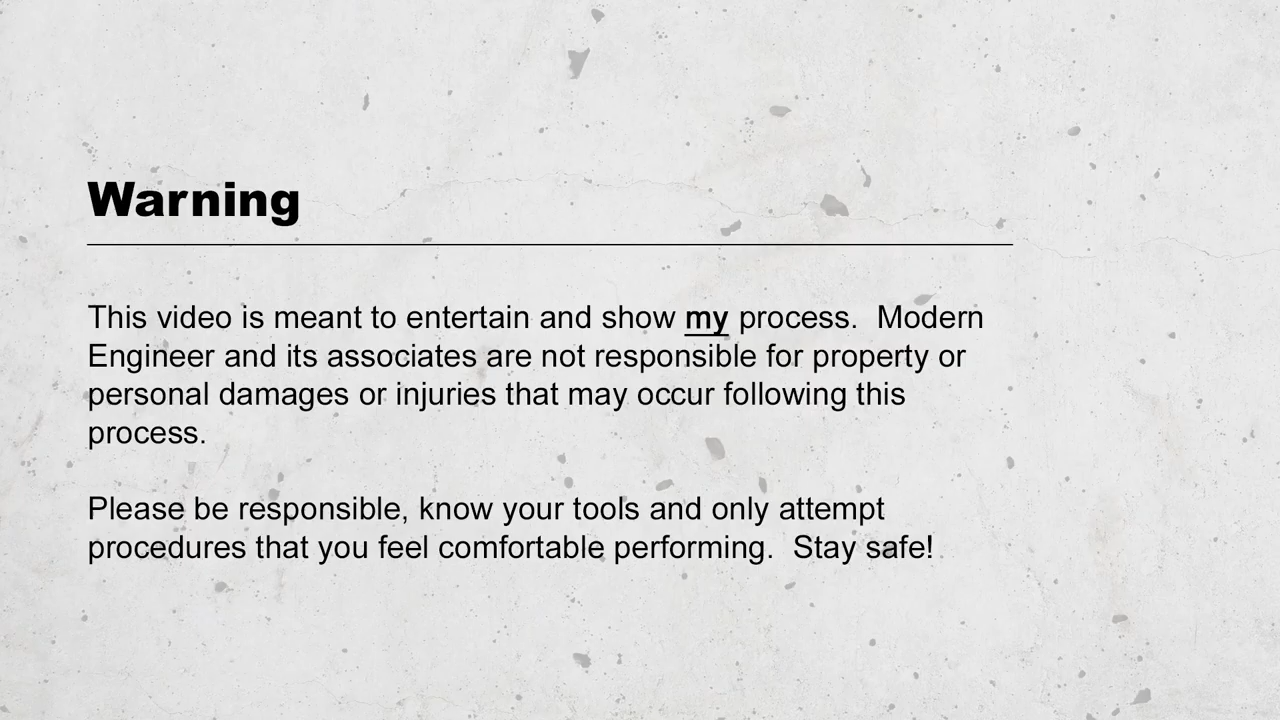 Warning
This video is meant to entertain and show my process.  Modern
Engineer and its associates are not responsible for property or
personal damages or injuries that may occur following this
process.
Please be responsible, know your tools and only attempt
procedures that you feel comfortable performing.  Stay safe!